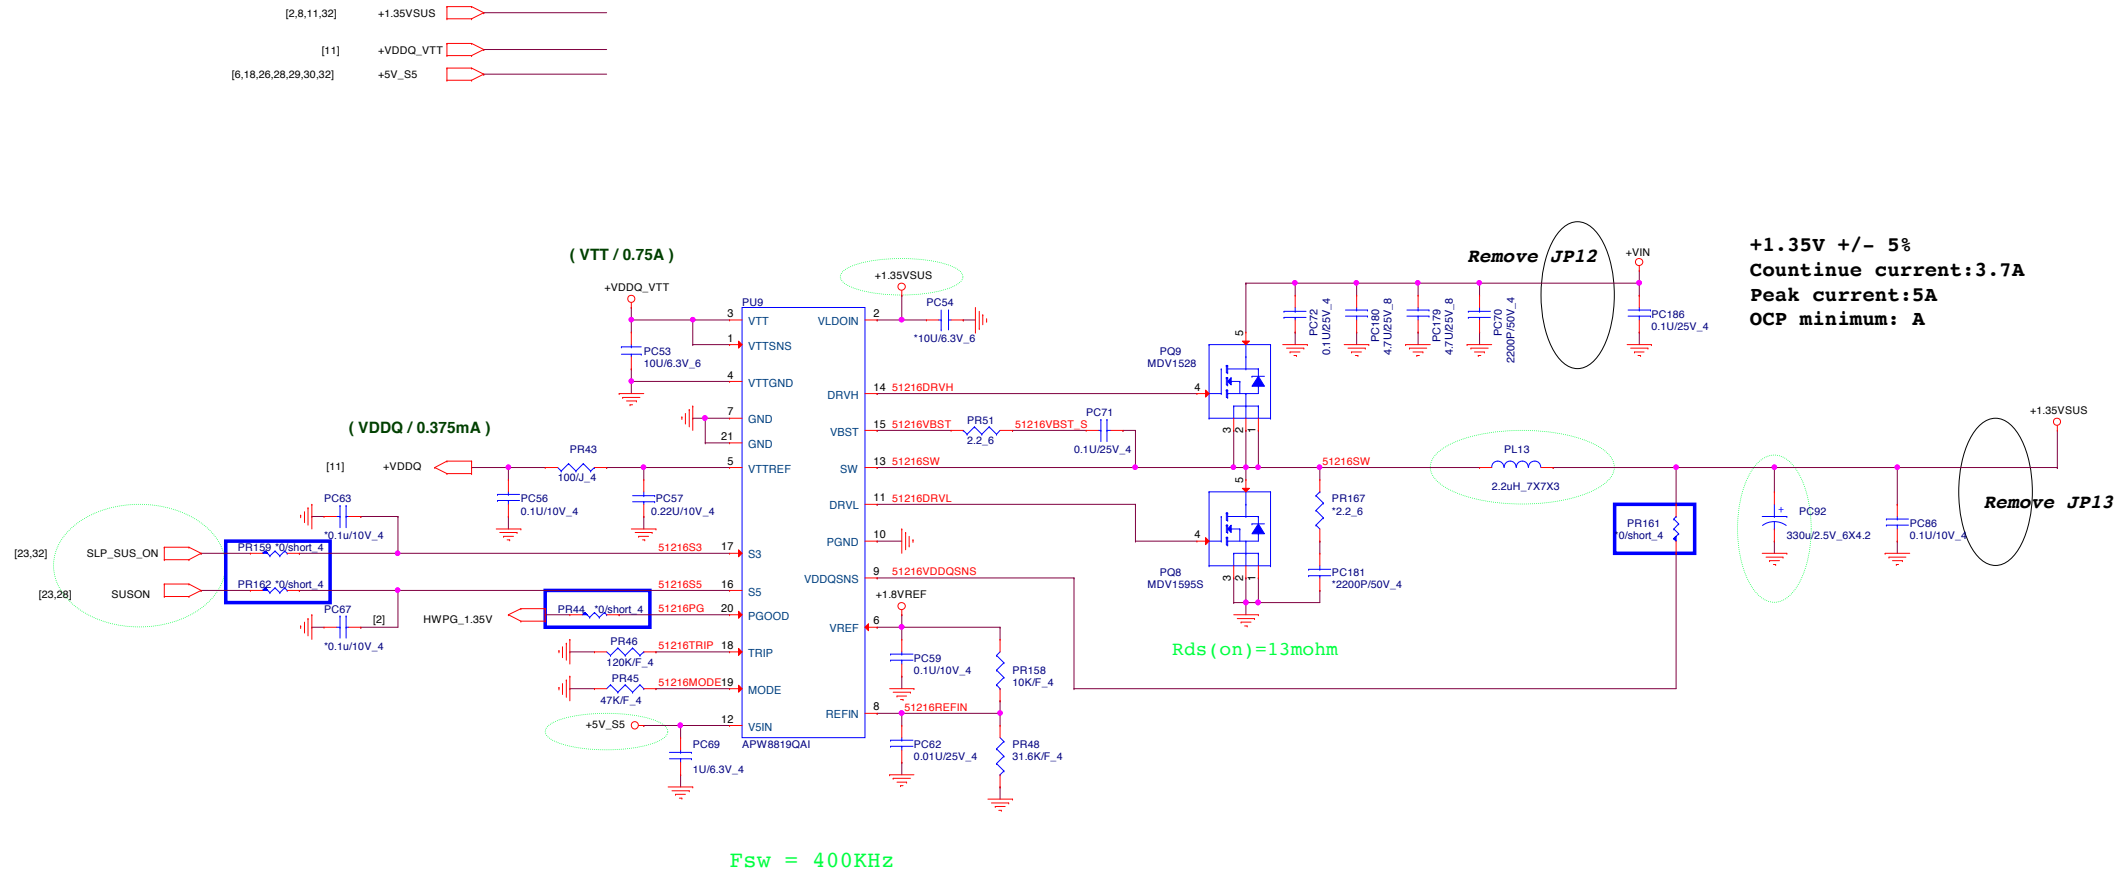 [2,8,11,32] +1.35VSUS
[11] +VDDQ_VTT
[6,18,26,28,29,30,32] +5V_S5
( VTT / 0.75A )
+VDDQ_VTT
+1.35VSUS
Remove JP12
+VIN
+1.35V +/- 5%
Countinue current:3.7A
Peak current:5A
OCP minimum: A
PU9
3 VTT
1 VTTSNS
4 VTTGND
7 GND
21 GND
5 VTTREF
17 S3
16 S5
20 PGOOD
18 TRIP
19 MODE
12 V5IN
VLDOIN 2
DRVH 14
VBST 15
SW 13
DRVL 11
PGND 10
VDDQSNS 9
VREF 6
REFIN 8
APW8819QAI
PC53
10U/6.3V_6
PC54
*10U/6.3V_6
PC72
0.1U/25V_4
PC180
4.7U/25V_8
PC179
4.7U/25V_8
PC70
2200P/50V_4
PC186
0.1U/25V_4
PQ9
MDV1528
5
4
3
2
1
51216DRVH
51216VBST
PR51
2.2_6
51216VBST_S
PC71
0.1U/25V_4
51216SW
51216SW
51216DRVL
51216VDDQSNS
( VDDQ / 0.375mA )
[11] +VDDQ
PR43
100/J_4
PC56
0.1U/10V_4
PC57
0.22U/10V_4
PC63
*0.1u/10V_4
[23,32] SLP_SUS_ON
PR159 *0/short_4
51216S3
[23,28] SUSON
PR162 *0/short_4
51216S5
PC67
*0.1u/10V_4
[2] HWPG_1.35V
PR44 *0/short_4
51216PG
PR46
120K/F_4
51216TRIP
PR45
47K/F_4
51216MODE
+5V_S5
PC69
1U/6.3V_4
+1.8VREF
PC59
0.1U/10V_4
PR158
10K/F_4
51216REFIN
PC62
0.01U/25V_4
PR48
31.6K/F_4
5
4
3
2
1
PQ8
MDV1595S
PR167
*2.2_6
PC181
*2200P/50V_4
Rds(on)=13mohm
PL13
2.2uH_7X7X3
PR161
*0/short_4
+
PC92
330u/2.5V_6X4.2
PC86
0.1U/10V_4
+1.35VSUS
Remove JP13
Fsw = 400KHz